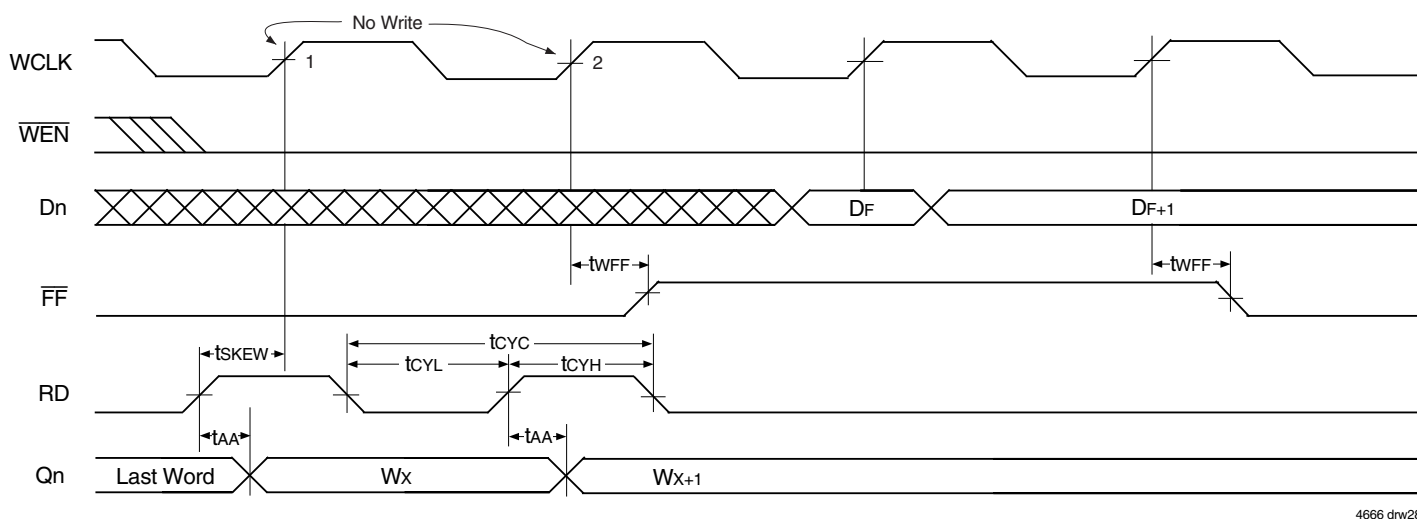 No Write
WCLK
1
2
WEN
Dn
DF
DF+1
tWFF
tWFF
FF
tCYC
tSKEW
tCYL
tCYH
RD
tAA
tAA
Qn
Last Word
WX
WX+1
4666 drw28